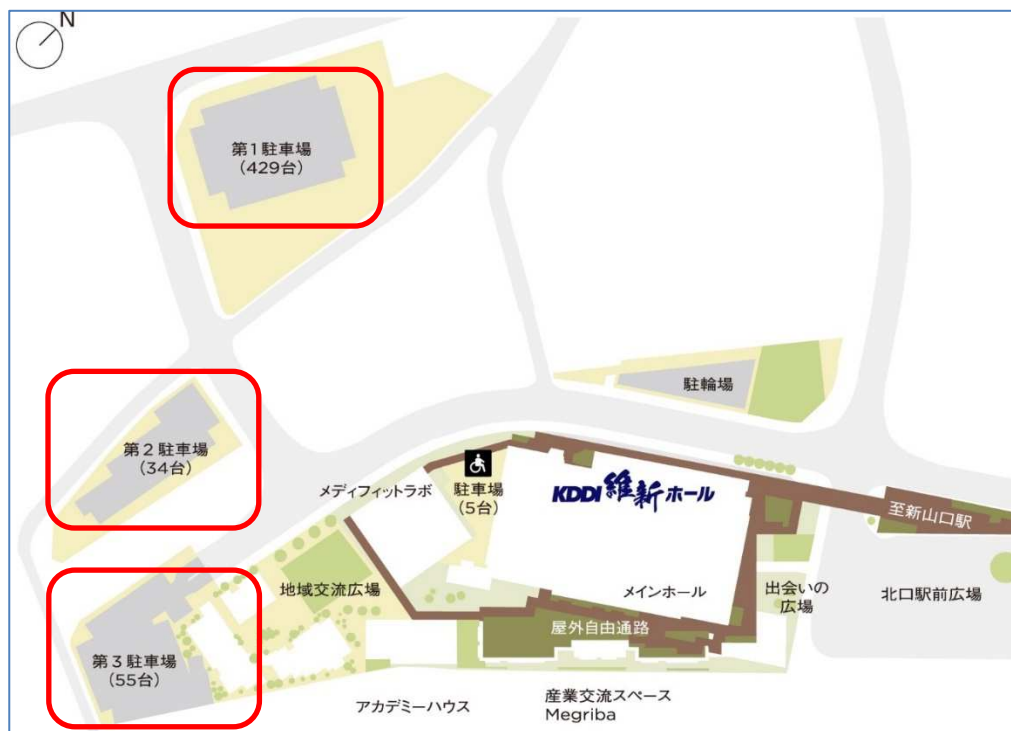 N
第1駐車場
(429台)
第2駐車場
(34台)
駐輪場
メディフィットラボ
駐車場
(5台)
KDDI維新ホール
至新山口駅
地域交流広場
メインホール
出会いの
広場
北口駅前広場
屋外自由通路
第3駐車場
(55台)
アカデミーハウス
産業交流スペース
Megriba